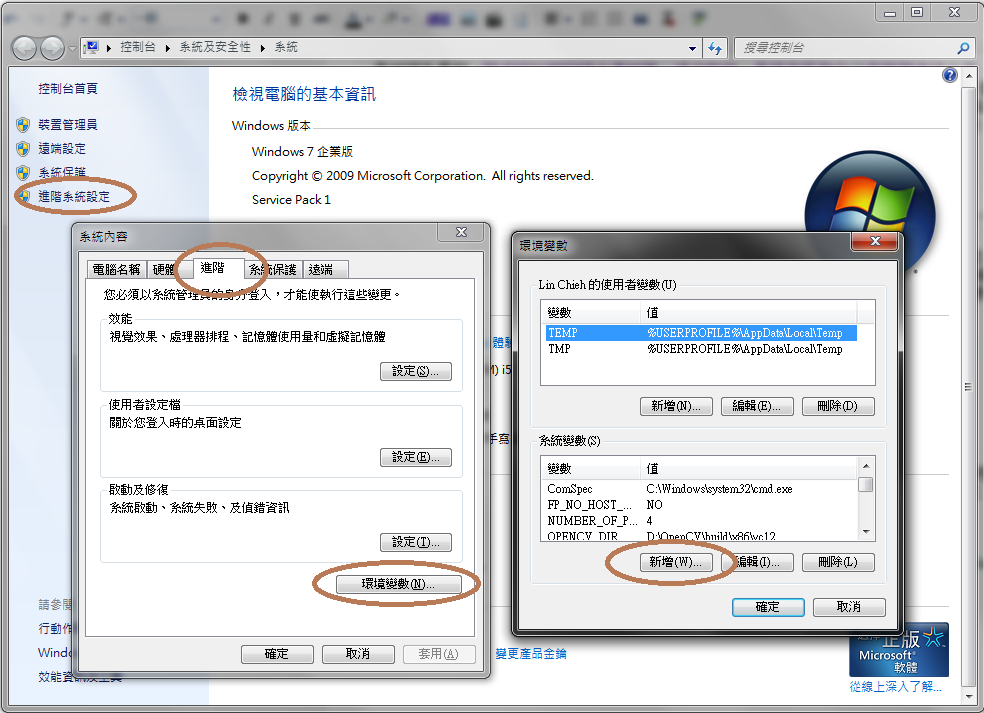 控制台 ▸ 系統及安全性 ▸ 系統
搜尋控制台
控制台首頁
裝置管理員
遠端設定
系統保護
進階系統設定
檢視電腦的基本資訊
Windows 版本
Windows 7 企業版
Copyright © 2009 Microsoft Corporation. All rights reserved.
Service Pack 1
系統內容
電腦名稱 硬體 進階 系統保護 遠端
您必須以系統管理員的身分登入，才能使執行這些變更。
效能
視覺效果、處理器排程、記憶體使用量和虛擬記憶體
設定(S)...
使用者設定檔
關於您登入時的桌面設定
設定(E)...
啟動及修復
系統啟動、系統失敗、及偵錯資訊
設定(T)...
環境變數(N)...
確定 取消 套用(A)
環境變數
Lin Chieh 的使用者變數(U)
變數 值
TEMP %USERPROFILE%\AppData\Local\Temp
TMP %USERPROFILE%\AppData\Local\Temp
新增(N)... 編輯(E)... 刪除(D)
系統變數(S)
變數 值
ComSpec C:\Windows\system32\cmd.exe
FP_NO_HOST_... NO
NUMBER_OF_P... 4
OPENCV_DIR D:\OpenCV\build\x86\vc12
新增(W)... 編輯(I)... 刪除(L)
確定 取消
體驗
M) i5
手寫
請參閱
行動作
Windo
效能資訊及工具
變更產品金鑰
正版
Microsoft
軟體
從線上深入了解...